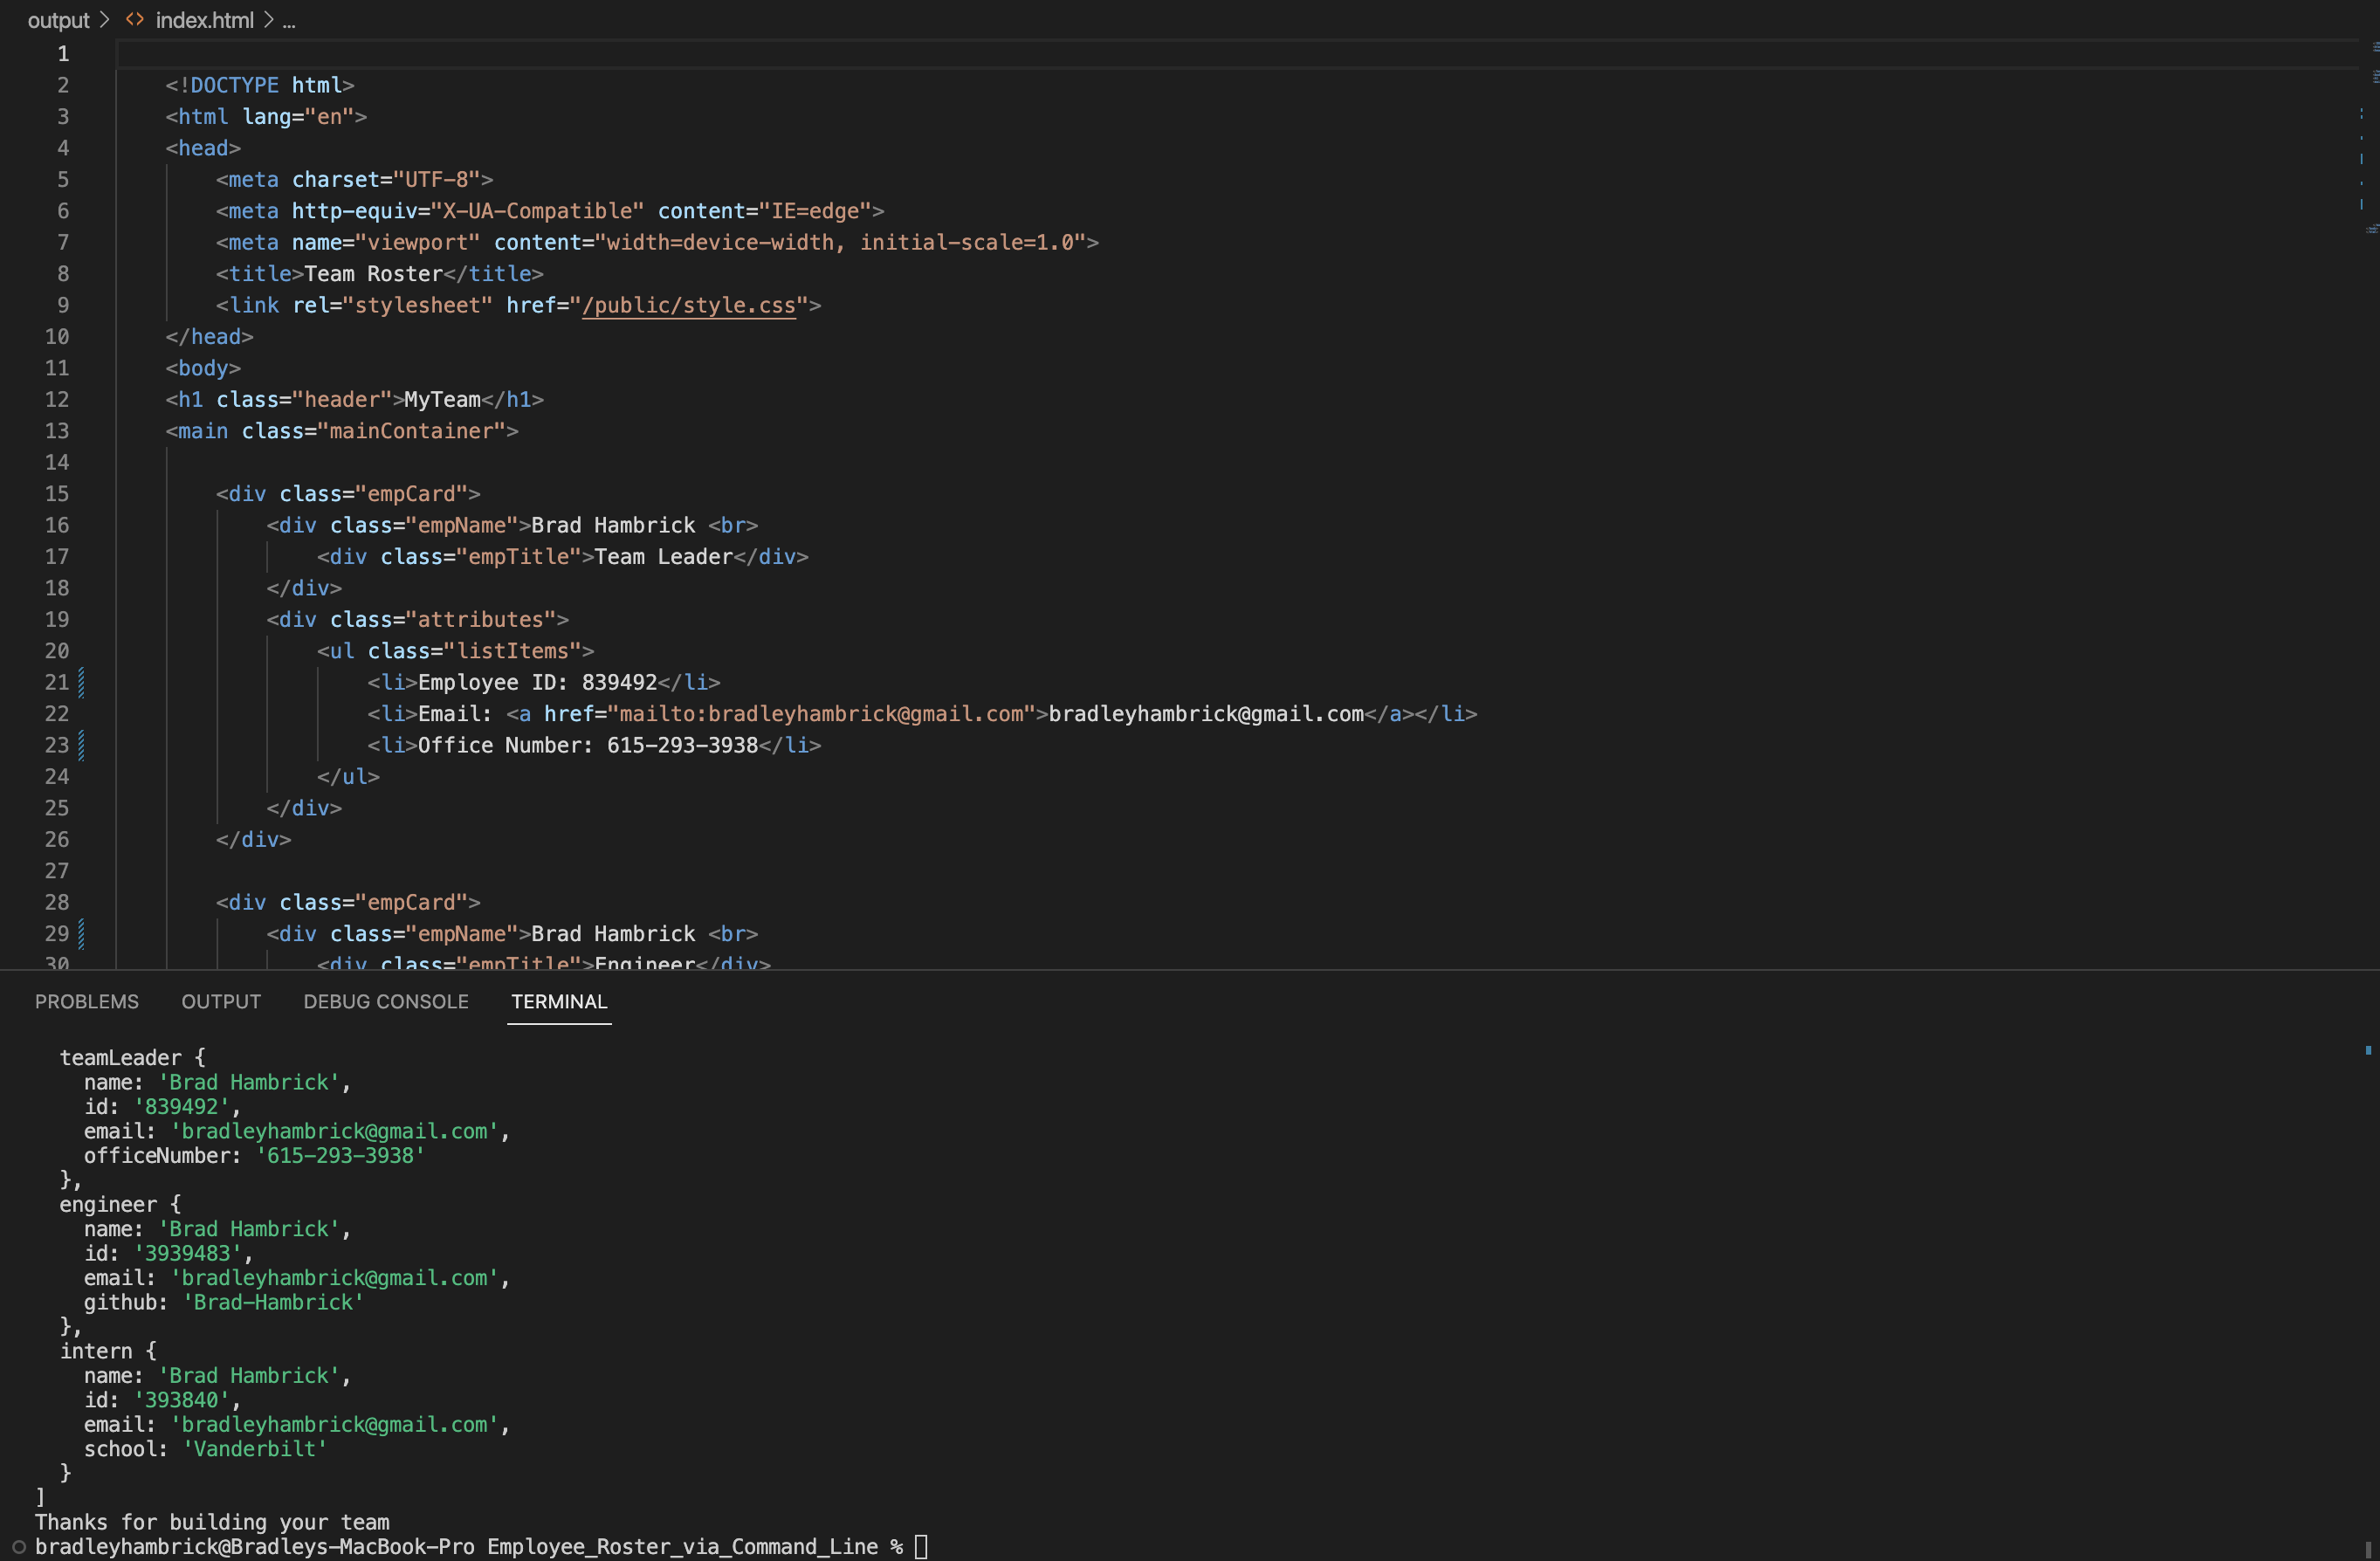 output > <> index.html > ...
1
2 <!DOCTYPE html>
3 <html lang="en">
4 <head>
5 <meta charset="UTF-8">
6 <meta http-equiv="X-UA-Compatible" content="IE=edge">
7 <meta name="viewport" content="width=device-width, initial-scale=1.0">
8 <title>Team Roster</title>
9 <link rel="stylesheet" href="/public/style.css">
10 </head>
11 <body>
12 <h1 class="header">MyTeam</h1>
13 <main class="mainContainer">
14
15 <div class="empCard">
16 <div class="empName">Brad Hambrick <br>
17 <div class="empTitle">Team Leader</div>
18 </div>
19 <div class="attributes">
20 <ul class="listItems">
21 <li>Employee ID: 839492</li>
22 <li>Email: <a href="mailto:bradleyhambrick@gmail.com">bradleyhambrick@gmail.com</a></li>
23 <li>Office Number: 615-293-3938</li>
24 </ul>
25 </div>
26 </div>
27
28 <div class="empCard">
29 <div class="empName">Brad Hambrick <br>
30 <div class="empTitle">Engineer</div>
PROBLEMS OUTPUT DEBUG CONSOLE TERMINAL
teamLeader {
name: 'Brad Hambrick',
id: '839492',
email: 'bradleyhambrick@gmail.com',
officeNumber: '615-293-3938'
},
engineer {
name: 'Brad Hambrick',
id: '3939483',
email: 'bradleyhambrick@gmail.com',
github: 'Brad-Hambrick'
},
intern {
name: 'Brad Hambrick',
id: '393840',
email: 'bradleyhambrick@gmail.com',
school: 'Vanderbilt'
}
]
Thanks for building your team
bradleyhambrick@Bradleys-MacBook-Pro Employee_Roster_via_Command_Line %